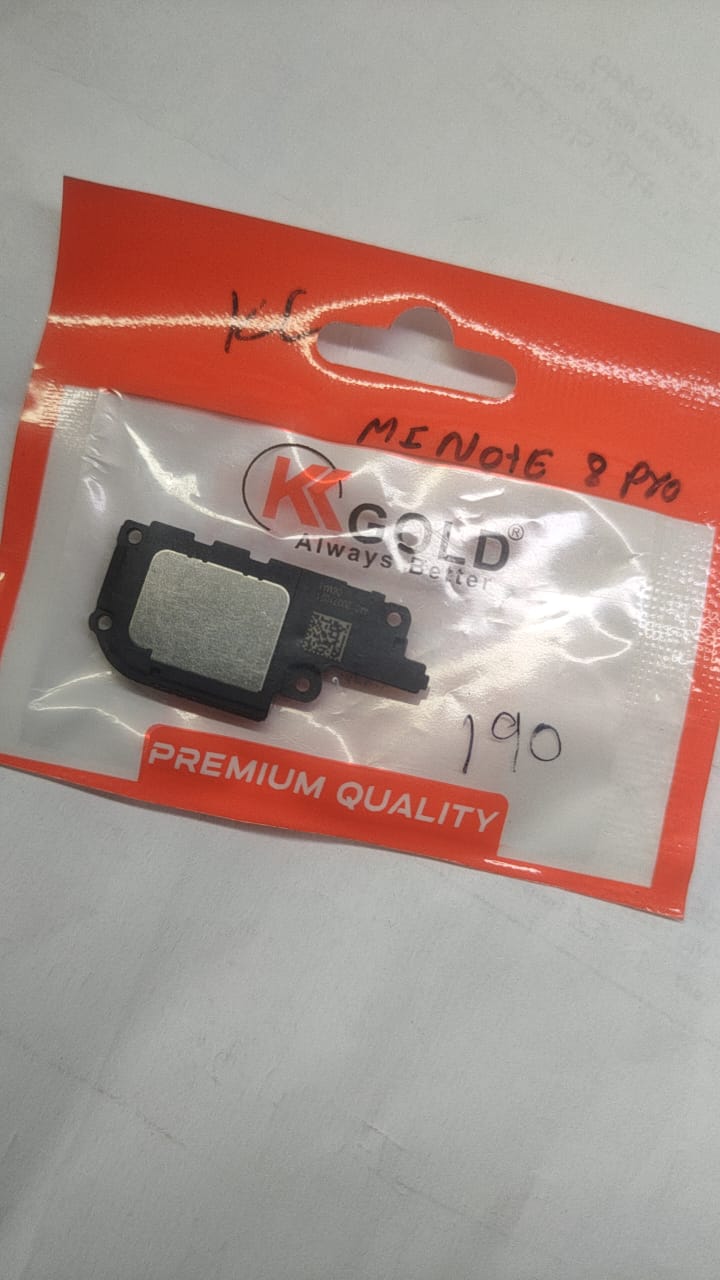 KC
MI NOtE 8 PrO
KK
GOLD®
Always Better
190
PREMIUM QUALITY